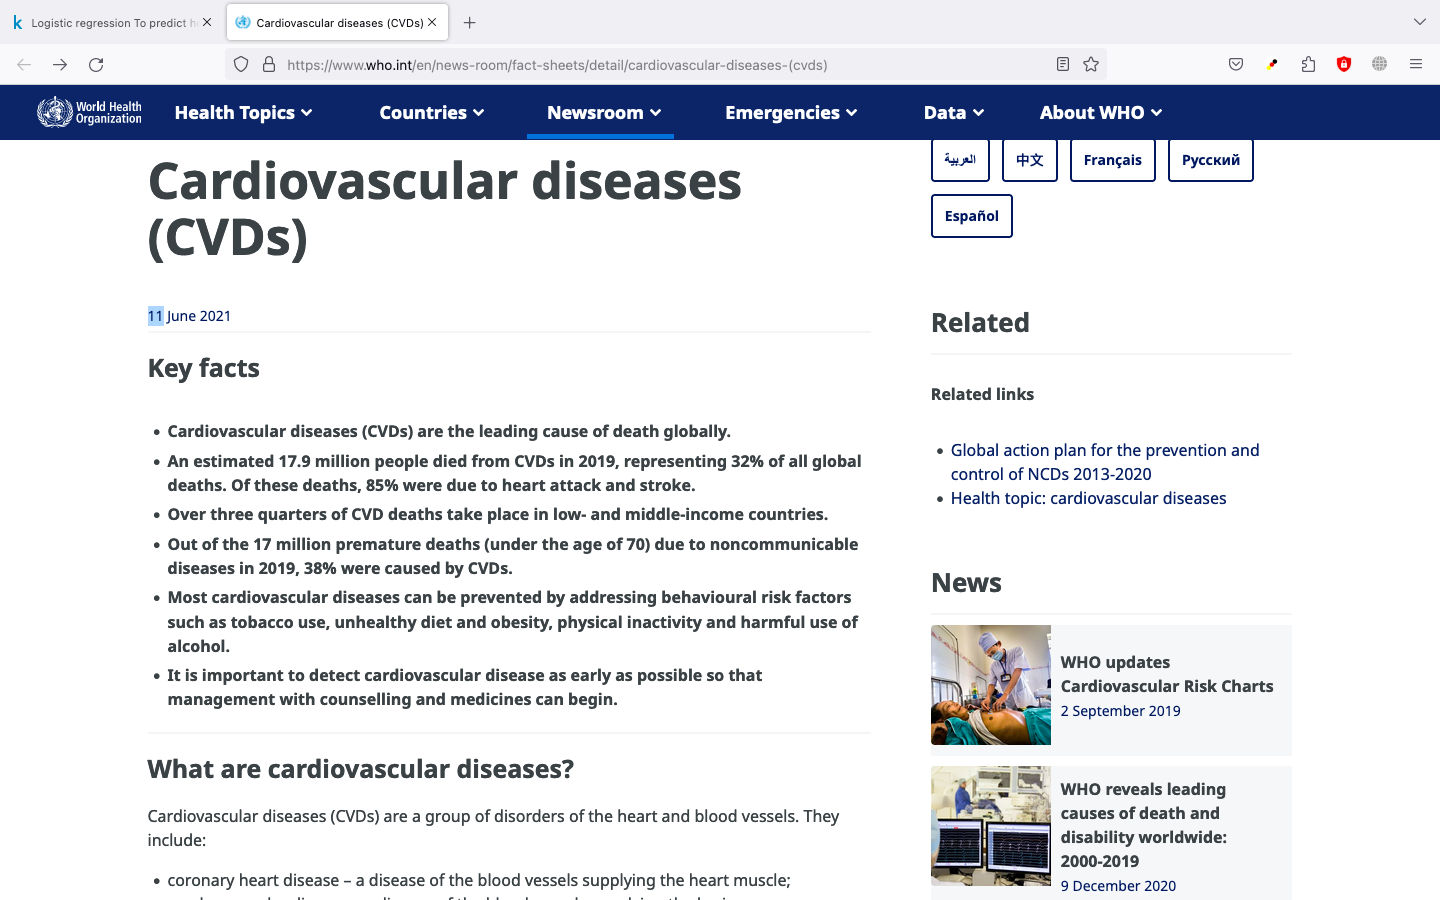 Logistic regression To predict he
Cardiovascular diseases (CVDs)
https://www.who.int/en/news-room/fact-sheets/detail/cardiovascular-diseases-(cvds)
World Health
Organization
Health Topics
Countries
Newsroom
Emergencies
Data
About WHO
Cardiovascular diseases
(CVDs)
11 June 2021
Key facts
• Cardiovascular diseases (CVDs) are the leading cause of death globally.
• An estimated 17.9 million people died from CVDs in 2019, representing 32% of all global
deaths. Of these deaths, 85% were due to heart attack and stroke.
• Over three quarters of CVD deaths take place in low- and middle-income countries.
• Out of the 17 million premature deaths (under the age of 70) due to noncommunicable
diseases in 2019, 38% were caused by CVDs.
• Most cardiovascular diseases can be prevented by addressing behavioural risk factors
such as tobacco use, unhealthy diet and obesity, physical inactivity and harmful use of
alcohol.
• It is important to detect cardiovascular disease as early as possible so that
management with counselling and medicines can begin.
What are cardiovascular diseases?
Cardiovascular diseases (CVDs) are a group of disorders of the heart and blood vessels. They
include:
• coronary heart disease – a disease of the blood vessels supplying the heart muscle;
العربية
中文
Français
Русский
Español
Related
Related links
• Global action plan for the prevention and
control of NCDs 2013-2020
• Health topic: cardiovascular diseases
News
WHO updates
Cardiovascular Risk Charts
2 September 2019
WHO reveals leading
causes of death and
disability worldwide:
2000-2019
9 December 2020